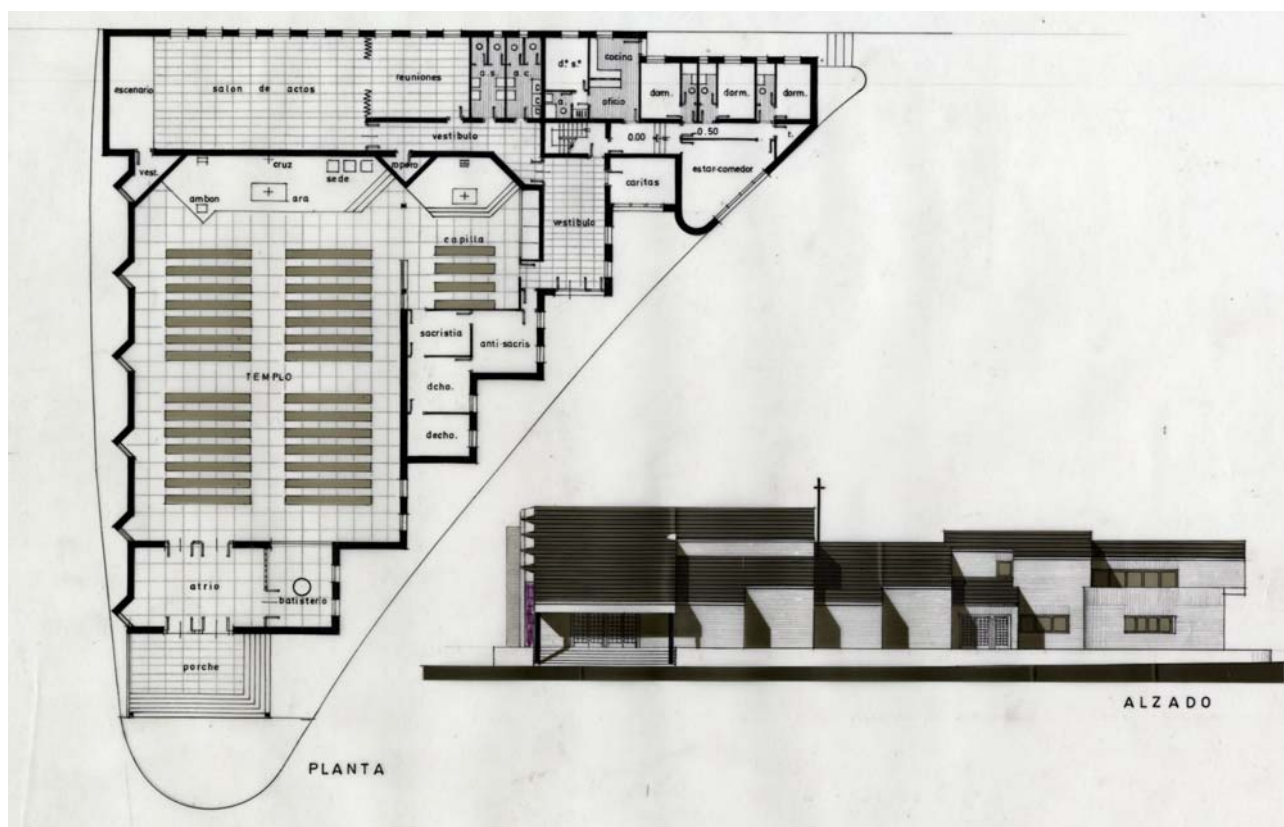 escenario
salon de actos
reuniones
a. s.
a. c.
d.º s.º
cocina
oficio
a.
dorm.
dorm.
dorm.
vestibulo
0.00
-0.50
t.
estar-comedor
ropero
caritas
vest.
cruz
sede
ambon
ara
vestibulo
capilla
sacristia
anti-sacris
TEMPLO
dcho.
decho.
atrio
batisterio
porche
PLANTA
ALZADO